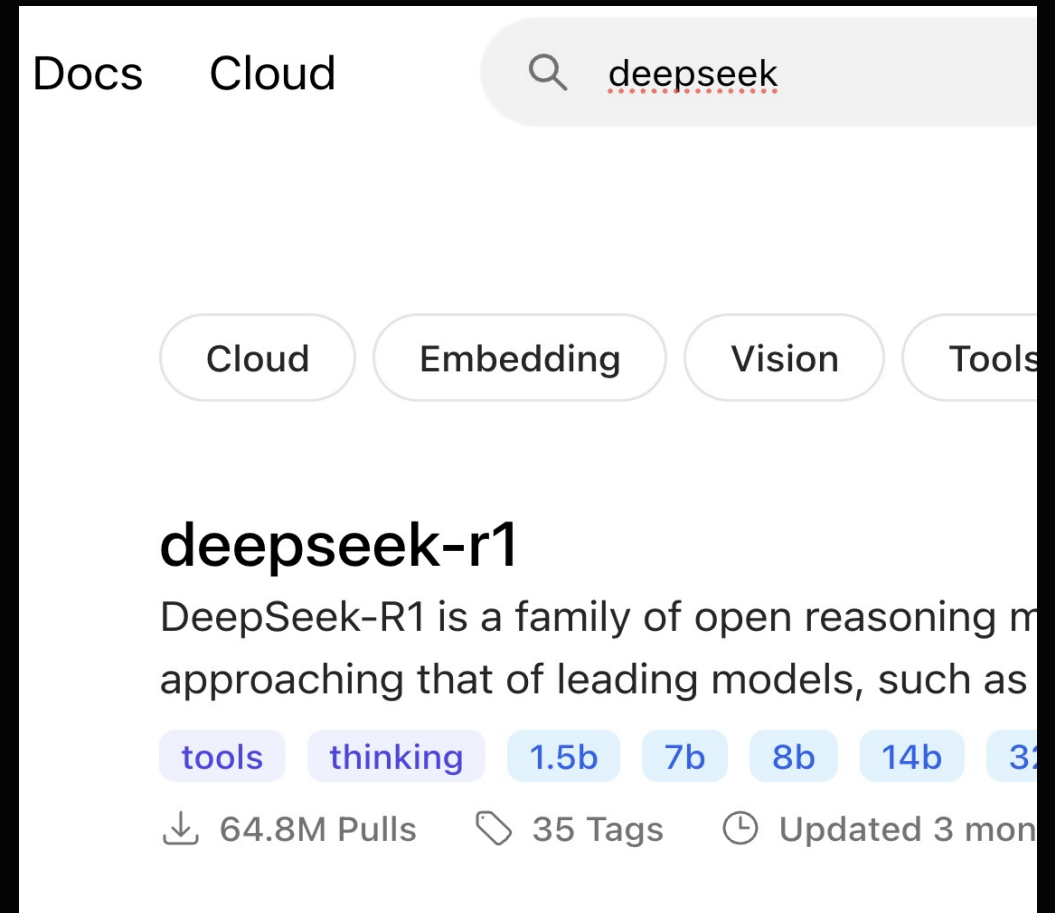 Docs Cloud deepseek
Cloud Embedding Vision Tools
deepseek-r1
DeepSeek-R1 is a family of open reasoning
approaching that of leading models, such as
tools thinking 1.5b 7b 8b 14b
64.8M Pulls 35 Tags Updated 3